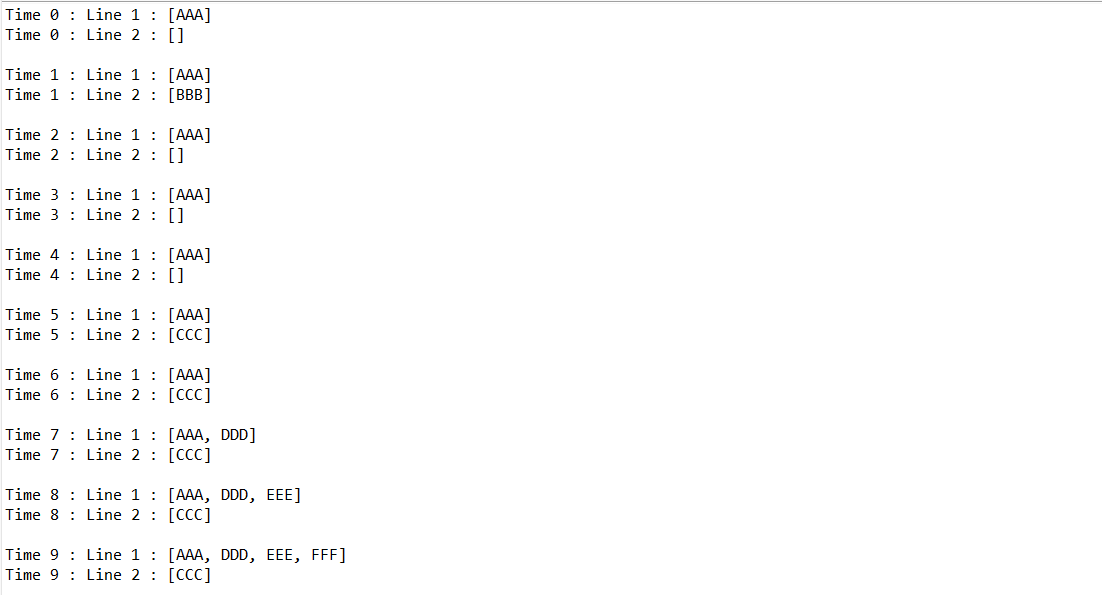 Time 0 : Line 1 : [AAA]
Time 0 : Line 2 : []
Time 1 : Line 1 : [AAA]
Time 1 : Line 2 : [BBB]
Time 2 : Line 1 : [AAA]
Time 2 : Line 2 : []
Time 3 : Line 1 : [AAA]
Time 3 : Line 2 : []
Time 4 : Line 1 : [AAA]
Time 4 : Line 2 : []
Time 5 : Line 1 : [AAA]
Time 5 : Line 2 : [CCC]
Time 6 : Line 1 : [AAA]
Time 6 : Line 2 : [CCC]
Time 7 : Line 1 : [AAA, DDD]
Time 7 : Line 2 : [CCC]
Time 8 : Line 1 : [AAA, DDD, EEE]
Time 8 : Line 2 : [CCC]
Time 9 : Line 1 : [AAA, DDD, EEE, FFF]
Time 9 : Line 2 : [CCC]